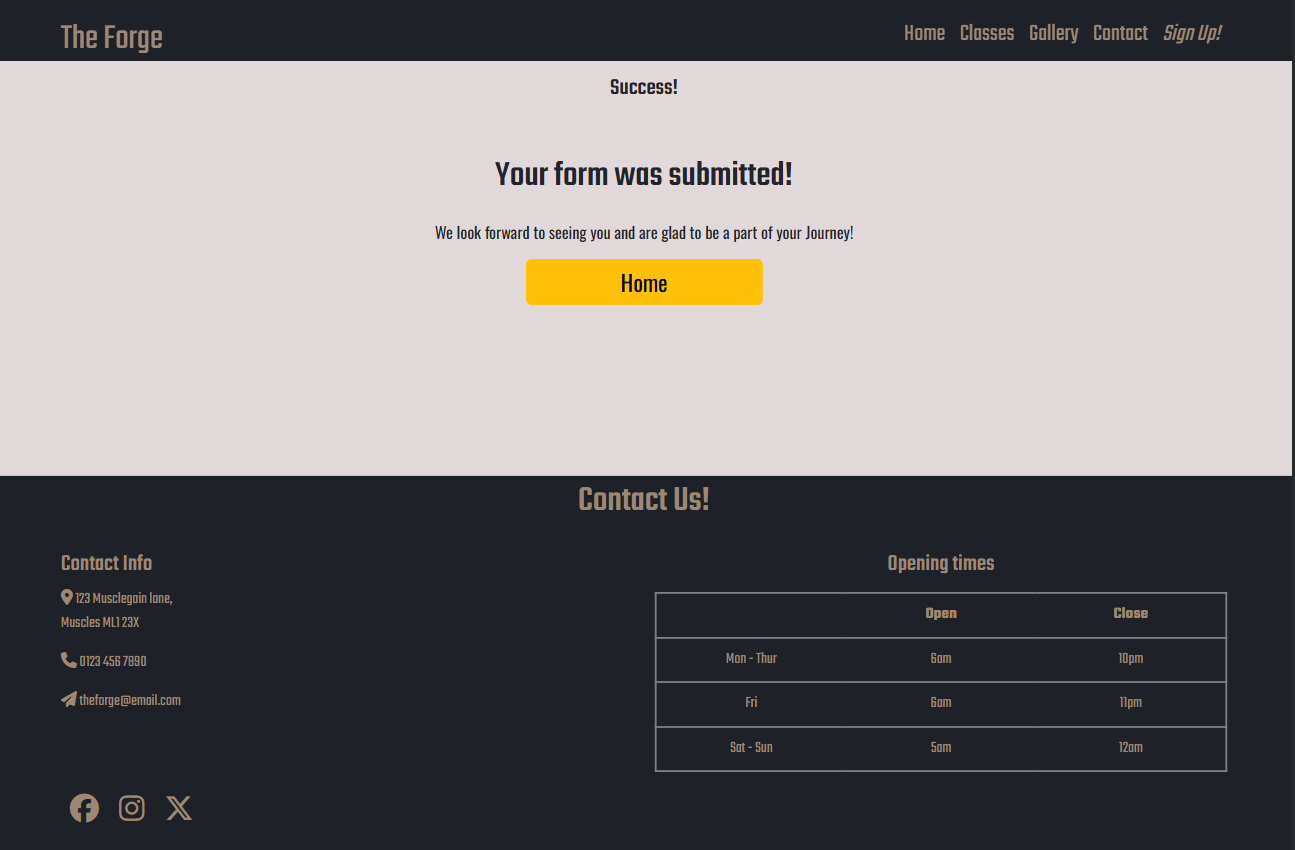 The Forge
Home Classes Gallery Contact Sign Up!
Success!
Your form was submitted!
We look forward to seeing you and are glad to be a part of your Journey!
Home
Contact Us!
Contact Info
123 Musclegain lane,
Muscles ML1 23X
0123 456 7890
theforge@email.com
Opening times
Open Close
Mon - Thur 6am 10pm
Fri 6am 11pm
Sat - Sun 5am 12am